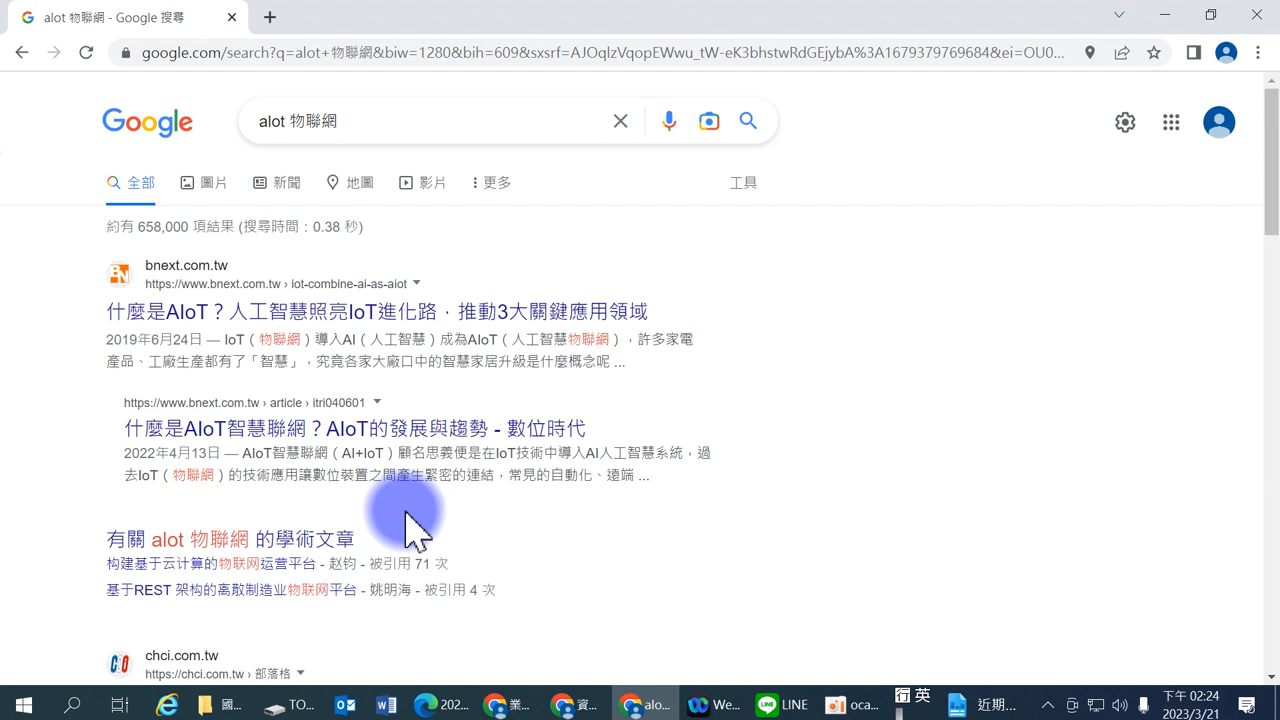 alot 物聯網 - Google 搜尋
google.com/search?q=alot+物聯網&biw=1280&bih=609&sxsrf=AJOqlzVqopEWwu_tW-eK3bhstwRdGEjybA%3A1679379769684&ei=OU0...
Google
alot 物聯網
全部 圖片 新聞 地圖 影片 更多 工具
約有 658,000 項結果 (搜尋時間：0.38 秒)
BN bnext.com.tw
https://www.bnext.com.tw › iot-combine-ai-as-aiot
什麼是AIoT？人工智慧照亮IoT進化路，推動3大關鍵應用領域
2019年6月24日 — IoT（物聯網）導入AI（人工智慧）成為AIoT（人工智慧物聯網），許多家電
產品、工廠生產都有了「智慧」，究竟各家大廠口中的智慧家居升級是什麼概念呢 ...
https://www.bnext.com.tw › article › itri040601
什麼是AIoT智慧聯網？AIoT的發展與趨勢 - 數位時代
2022年4月13日 — AIoT智慧聯網（AI+IoT）顧名思義便是在IoT技術中導入AI人工智慧系統，過
去IoT（物聯網）的技術應用讓數位裝置之間產生緊密的連結，常見的自動化、遠端 ...
有關 alot 物聯網 的學術文章
构建基于云计算的物联网运营平台 - 赵钧 - 被引用 71 次
基于REST 架构的离散制造业物联网平台 - 姚明海 - 被引用 4 次
chci.com.tw
https://chci.com.tw › 部落格
國... TO... 202... 業... 資... alo... We... LINE oca... 行 英 近期... 下午 02:24
2023/3/21